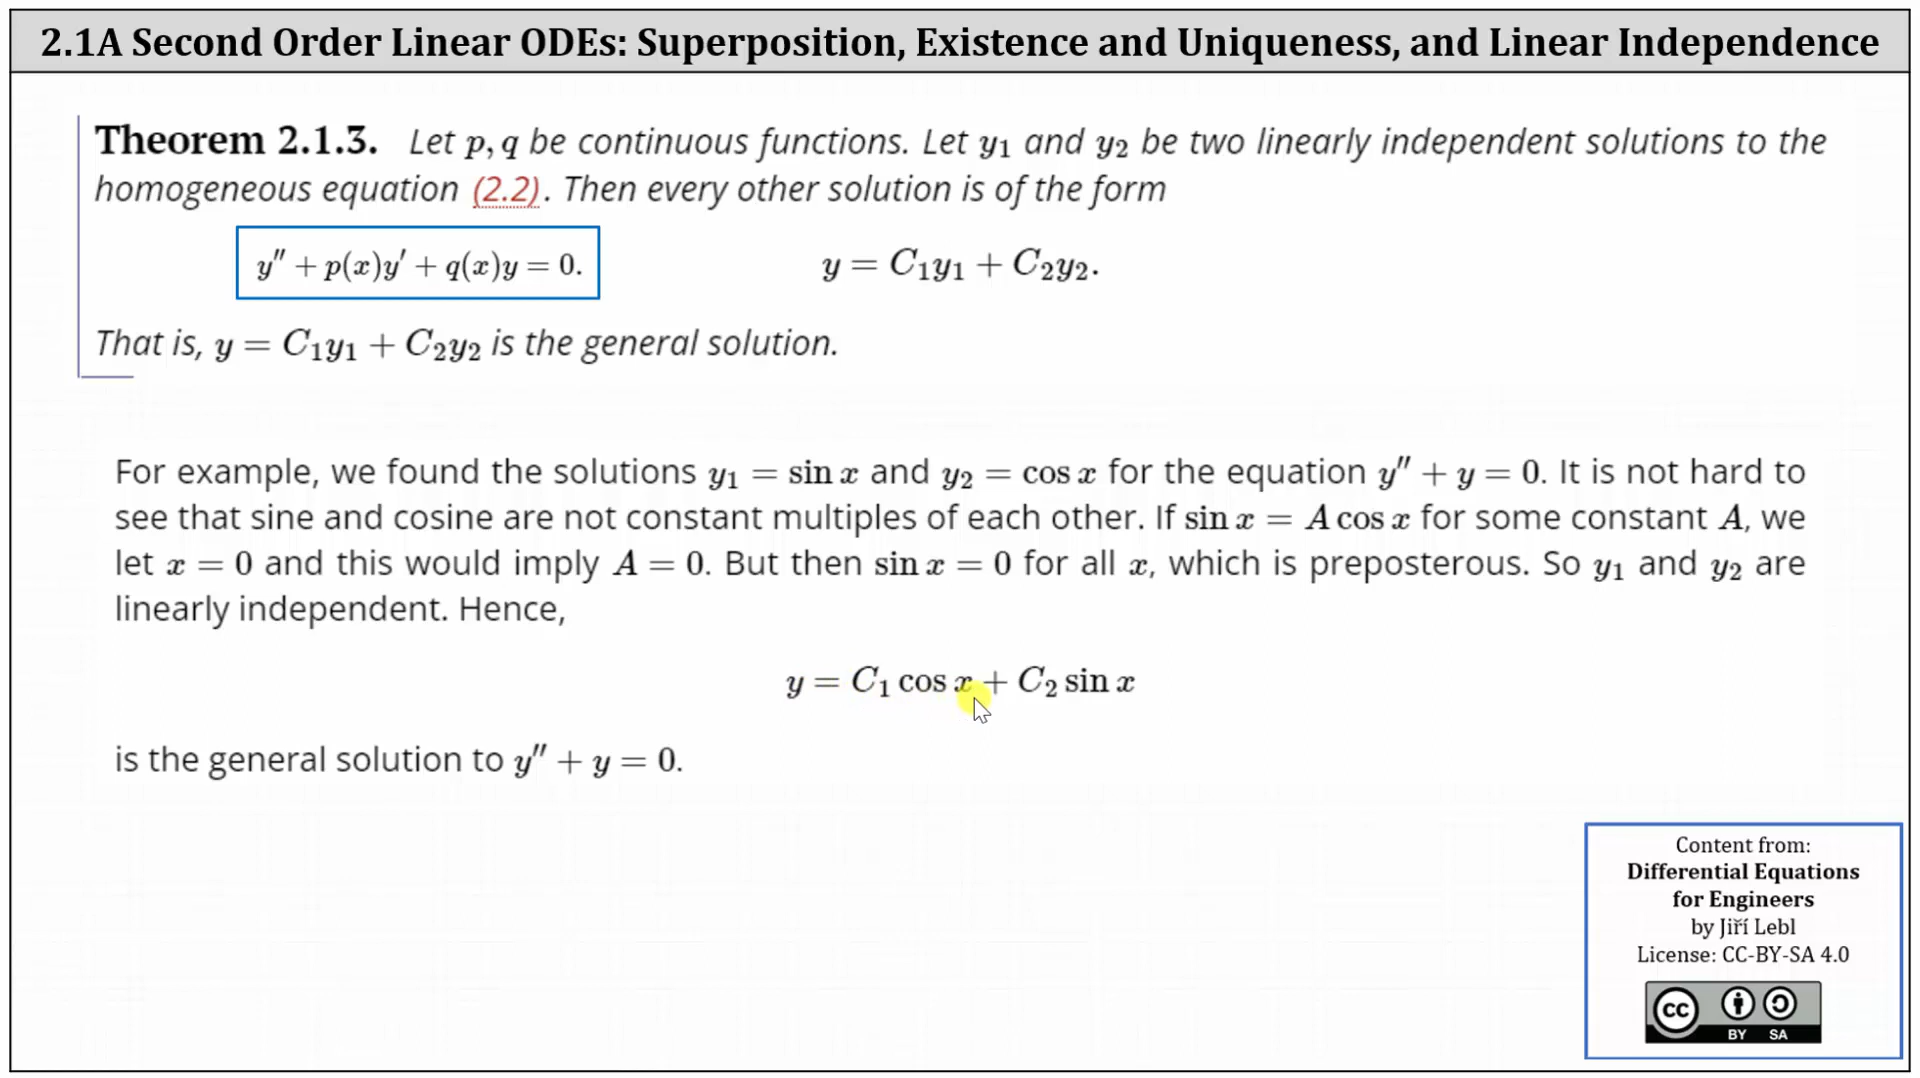 2.1A Second Order Linear ODEs: Superposition, Existence and Uniqueness, and Linear Independence
Theorem 2.1.3. Let p, q be continuous functions. Let y₁ and y₂ be two linearly independent solutions to the
homogeneous equation (2.2). Then every other solution is of the form
y″ + p(x)y′ + q(x)y = 0.
y = C₁y₁ + C₂y₂.
That is, y = C₁y₁ + C₂y₂ is the general solution.
For example, we found the solutions y₁ = sin x and y₂ = cos x for the equation y″ + y = 0. It is not hard to
see that sine and cosine are not constant multiples of each other. If sin x = A cos x for some constant A, we
let x = 0 and this would imply A = 0. But then sin x = 0 for all x, which is preposterous. So y₁ and y₂ are
linearly independent. Hence,
y = C₁ cos x + C₂ sin x
is the general solution to y″ + y = 0.
Content from:
Differential Equations
for Engineers
by Jiří Lebl
License: CC-BY-SA 4.0
cc
BY SA